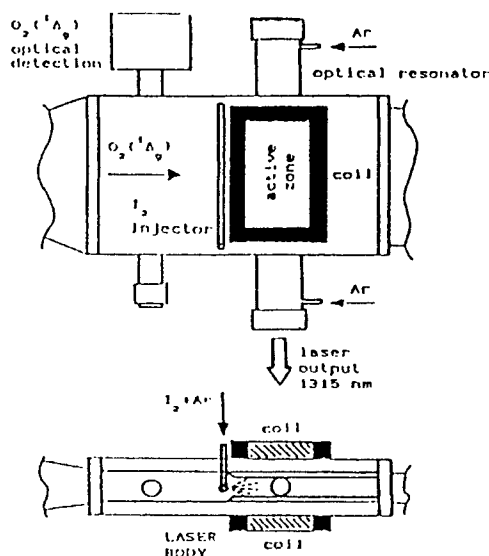 O₂(¹Δg)
optical
detection
Ar
optical resonator
O₂(¹Δg)
active
zone
coil
I₂
Injector
Ar
laser
output
1315 nm
I₂+Ar
coil
LASER
BODY
coil